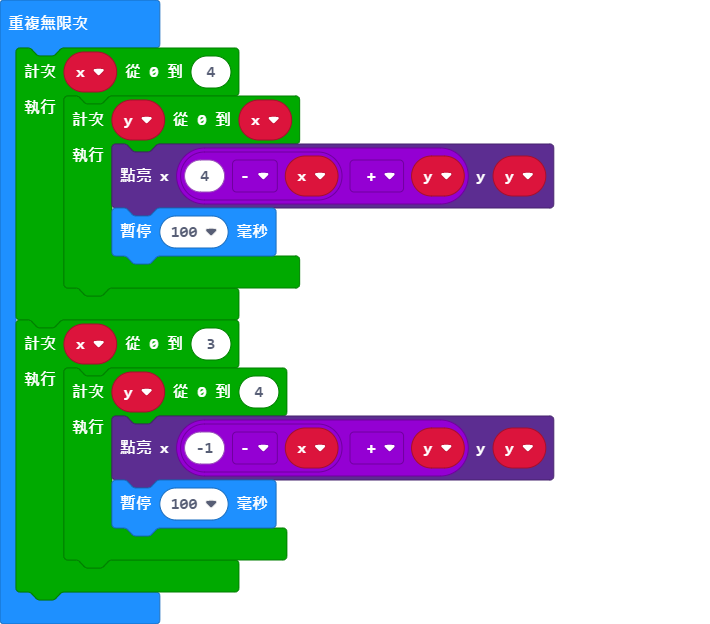 重複無限次
計次 x 從 0 到 4
執行
計次 y 從 0 到 x
執行
點亮 x 4 - x + y y y
暫停 100 毫秒
計次 x 從 0 到 3
執行
計次 y 從 0 到 4
執行
點亮 x -1 - x + y y y
暫停 100 毫秒